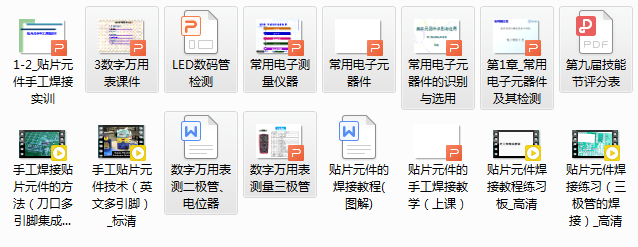 1-2_贴片元
件手工焊接
实训
3数字万用
表课件
LED数码管
检测
常用电子测
量仪器
常用电子元
器件
常用电子元
器件的识别
与选用
第1章_常用
电子元器件
及其检测
PDF
第九届技能
节评分表
手工焊接贴
片元件的方
法（刀口多
引脚集成...
手工贴片元
件技术（英
文多引脚）
_标清
数字万用表
测二极管、
电位器
数字万用表
测量三极管
贴片元件的
焊接教程(
图解)
贴片元件的
手工焊接教
学（上课）
贴片元件焊
接教程练习
板_高清
贴片元件焊
接练习（三
极管的焊
接）_高清